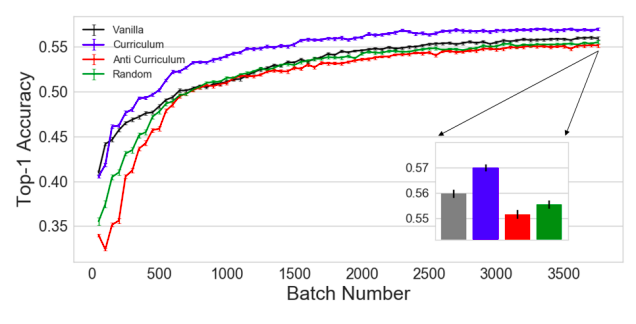 Vanilla
Curriculum
Anti Curriculum
Random
Top-1 Accuracy
0.55
0.50
0.45
0.40
0.35
0.57
0.56
0.55
0 500 1000 1500 2000 2500 3000 3500
Batch Number